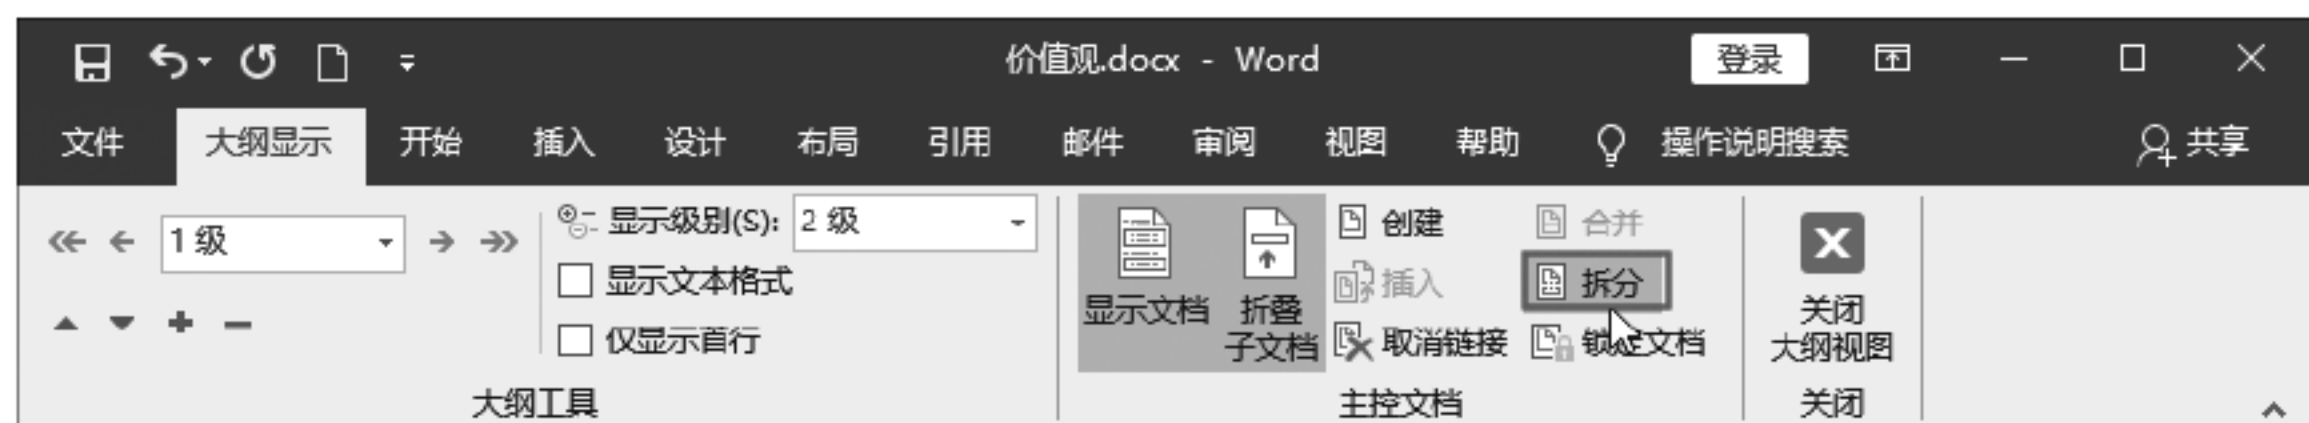 价值观.docx - Word
登录
文件 大纲显示 开始 插入 设计 布局 引用 邮件 审阅 视图 帮助 操作说明搜索 共享
1 级
显示级别(S): 2 级
显示文本格式
仅显示首行
大纲工具
显示文档
折叠
子文档
创建
插入
取消链接
合并
拆分
锁定文档
主控文档
关闭
大纲视图
关闭